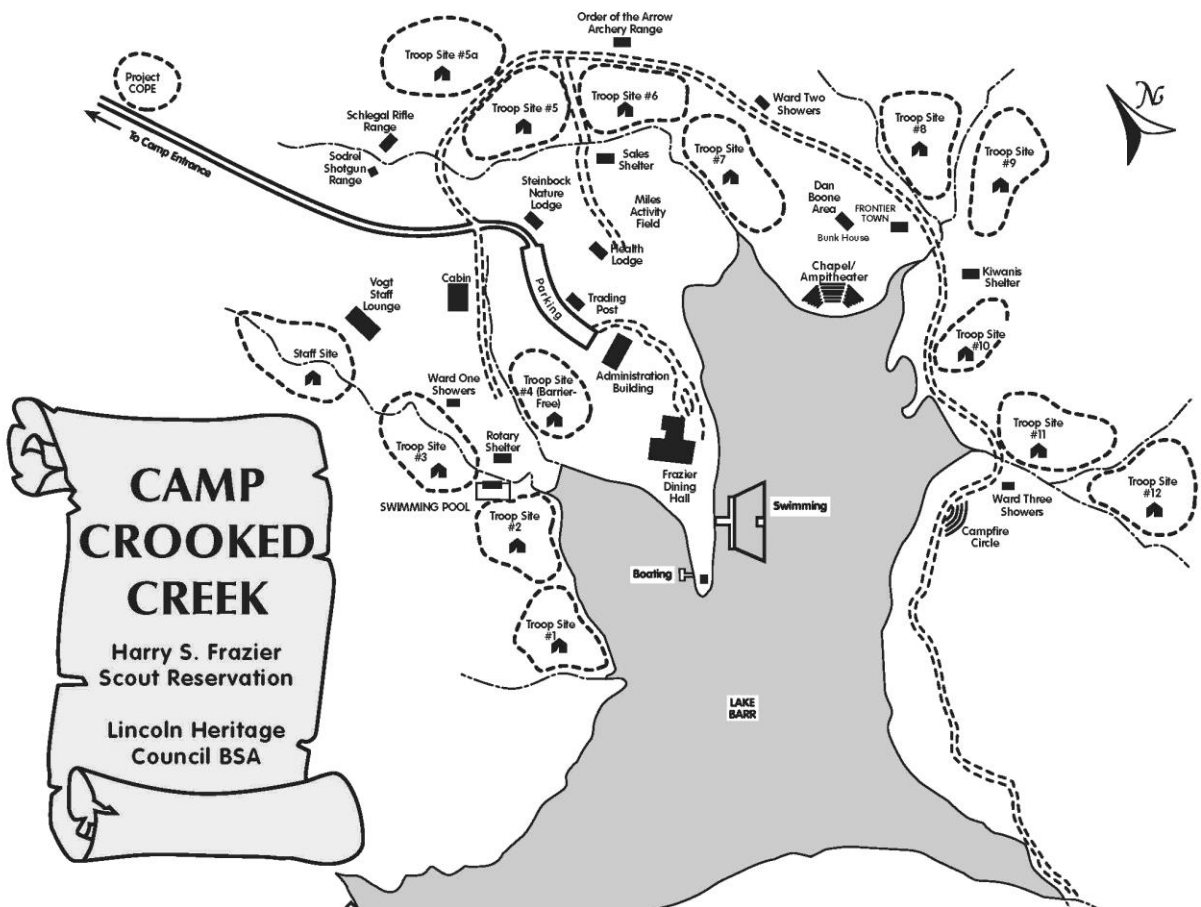 Order of the Arrow
Archery Range
Troop Site #5a
Project
COPE
To Camp Entrance
Schlegal Rifle
Range
Sodrel
Shotgun
Range
Troop Site #5
Troop Site #6
Ward Two
Showers
Troop Site
#8
Troop Site
#9
N
Troop Site
#7
Sales
Shelter
Steinbock
Nature
Lodge
Miles
Activity
Field
Dan
Boone
Area
FRONTIER
TOWN
Bunk House
Health
Lodge
Chapel/
Ampitheater
Kiwanis
Shelter
Vogt
Staff
Lounge
Cabin
Parking
Trading
Post
Troop Site
#10
Staff Site
Ward One
Showers
Troop Site
#4 (Barrier-
Free)
Administration
Building
Troop Site
#3
Rotary
Shelter
SWIMMING POOL
Frazier
Dining
Hall
Swimming
Troop Site
#11
Troop Site
#12
Ward Three
Showers
Campfire
Circle
Troop Site
#2
Boating
Troop Site
#1
LAKE
BARR
CAMP
CROOKED
CREEK
Harry S. Frazier
Scout Reservation
Lincoln Heritage
Council BSA